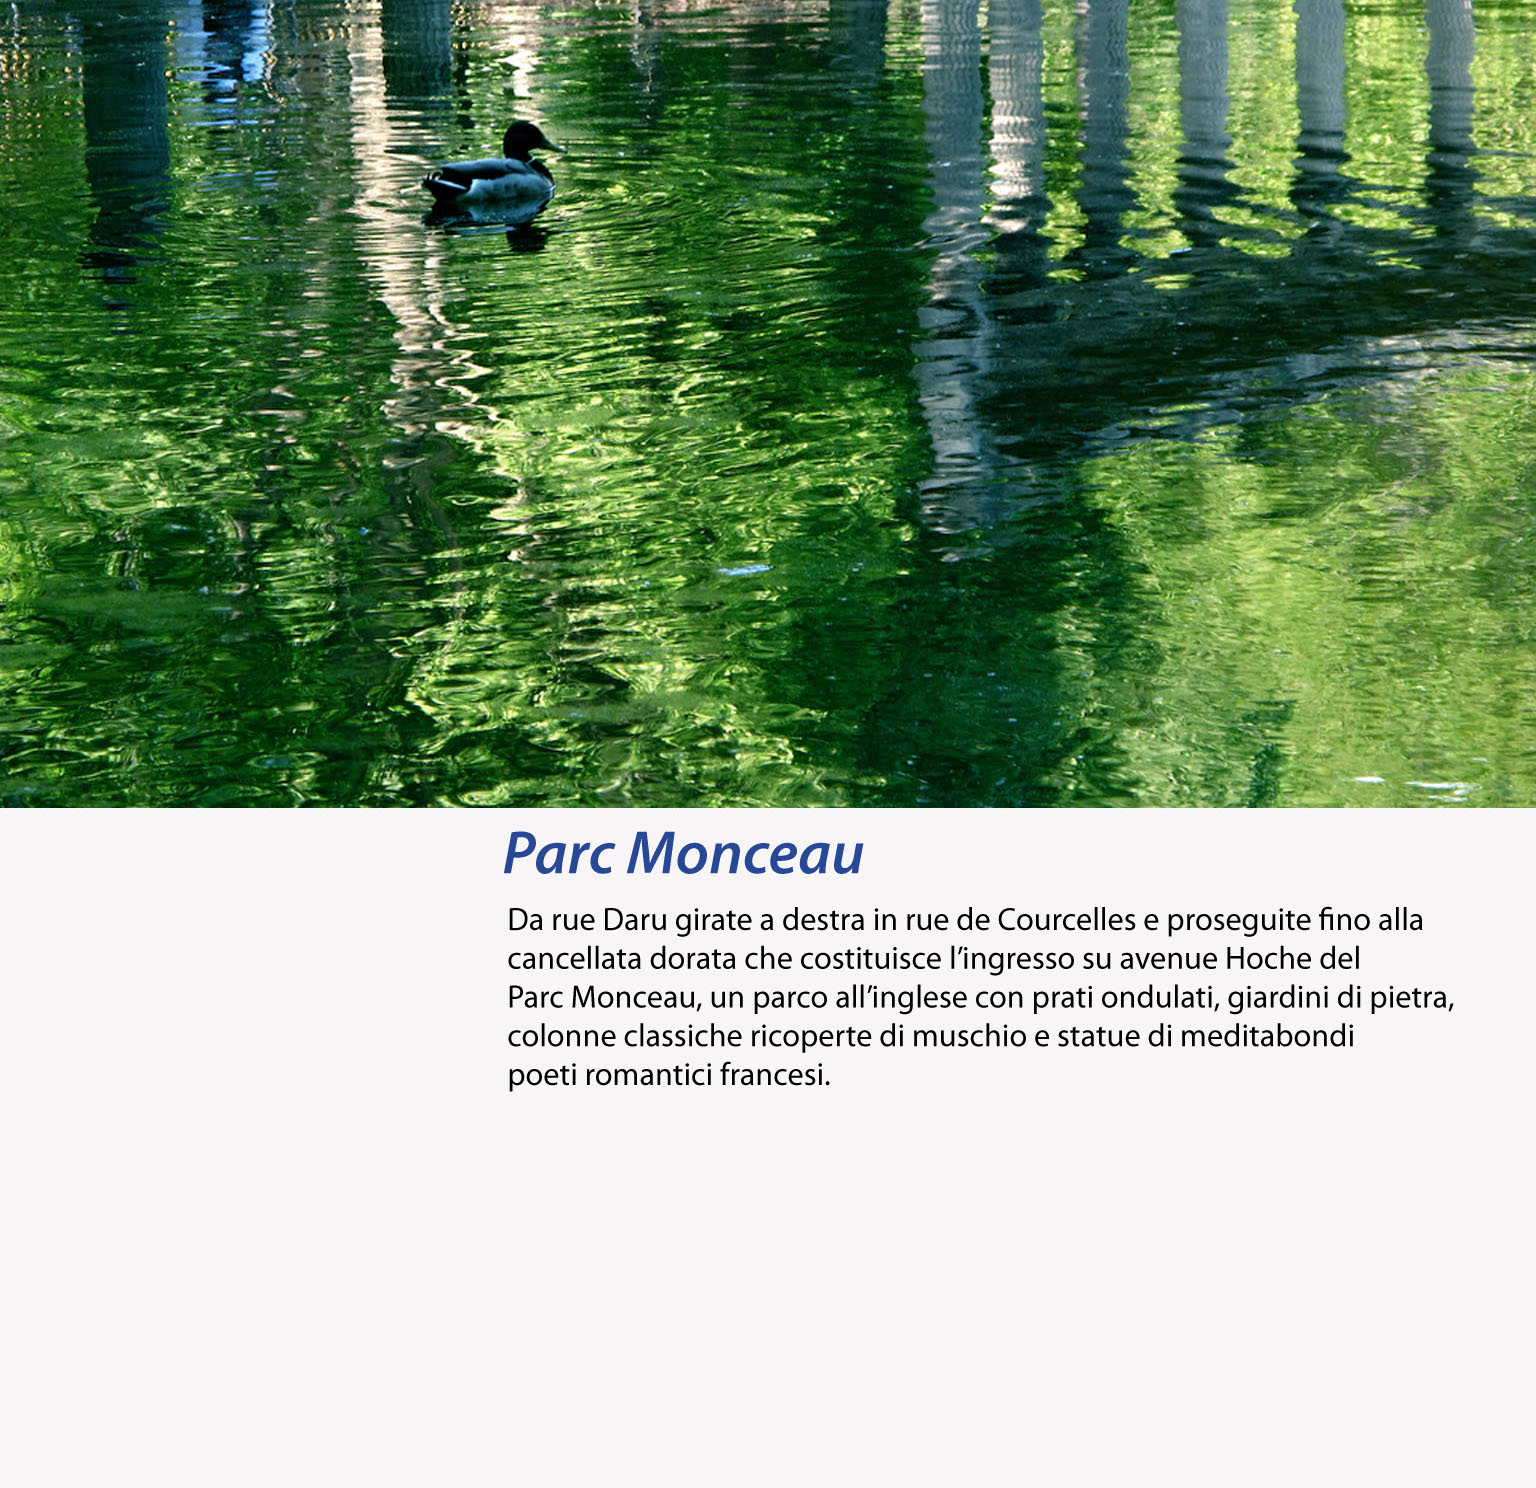 Parc Monceau
Da rue Daru girate a destra in rue de Courcelles e proseguite fino alla
cancellata dorata che costituisce l’ingresso su avenue Hoche del
Parc Monceau, un parco all’inglese con prati ondulati, giardini di pietra,
colonne classiche ricoperte di muschio e statue di meditabondi
poeti romantici francesi.